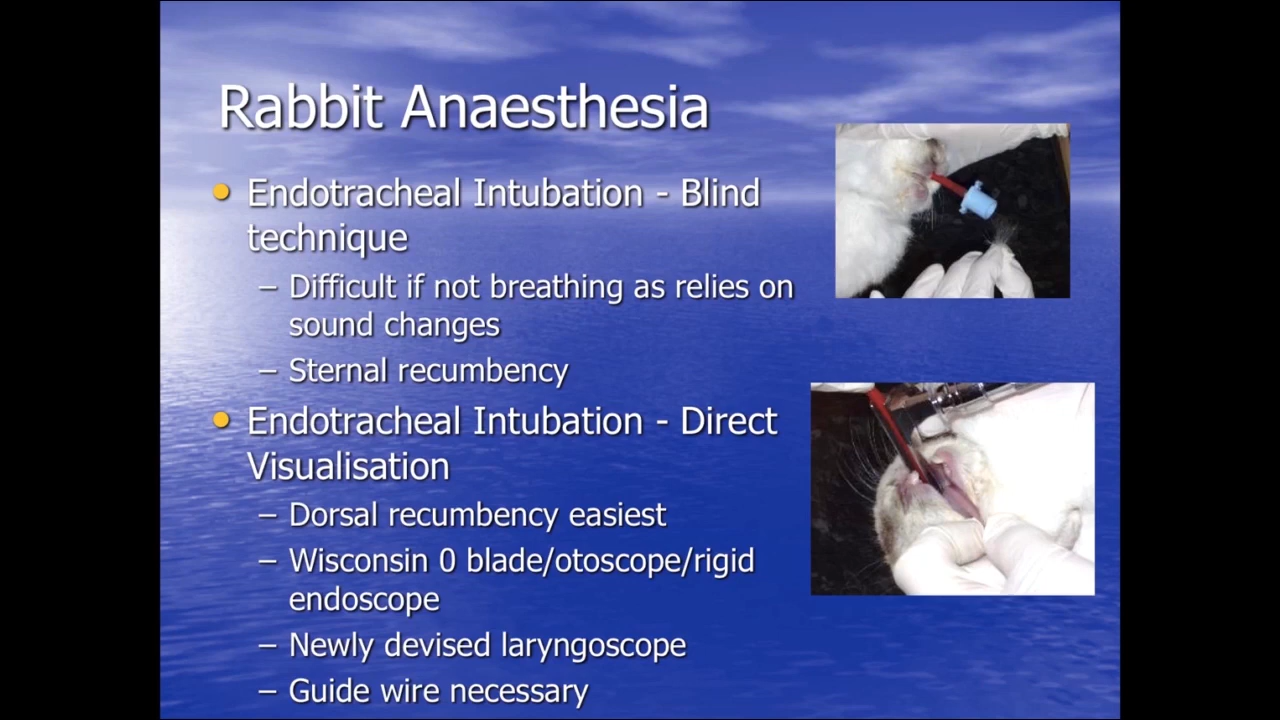 Rabbit Anaesthesia
• Endotracheal Intubation - Blind
technique
– Difficult if not breathing as relies on
sound changes
– Sternal recumbency
• Endotracheal Intubation - Direct
Visualisation
– Dorsal recumbency easiest
– Wisconsin 0 blade/otoscope/rigid
endoscope
– Newly devised laryngoscope
– Guide wire necessary